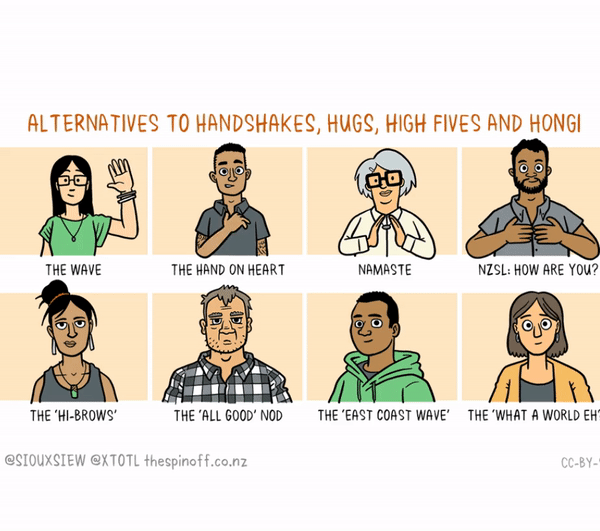 ALTERNATIVES TO HANDSHAKES, HUGS, HIGH FIVES AND HONGI
THE WAVE
THE HAND ON HEART
NAMASTE
NZSL: HOW ARE YOU?
THE 'HI-BROWS'
THE 'ALL GOOD' NOD
THE 'EAST COAST WAVE'
THE 'WHAT A WORLD EH?
@SIOUXSIEW @XTOTL thespinoff.co.nz
CC-BY-